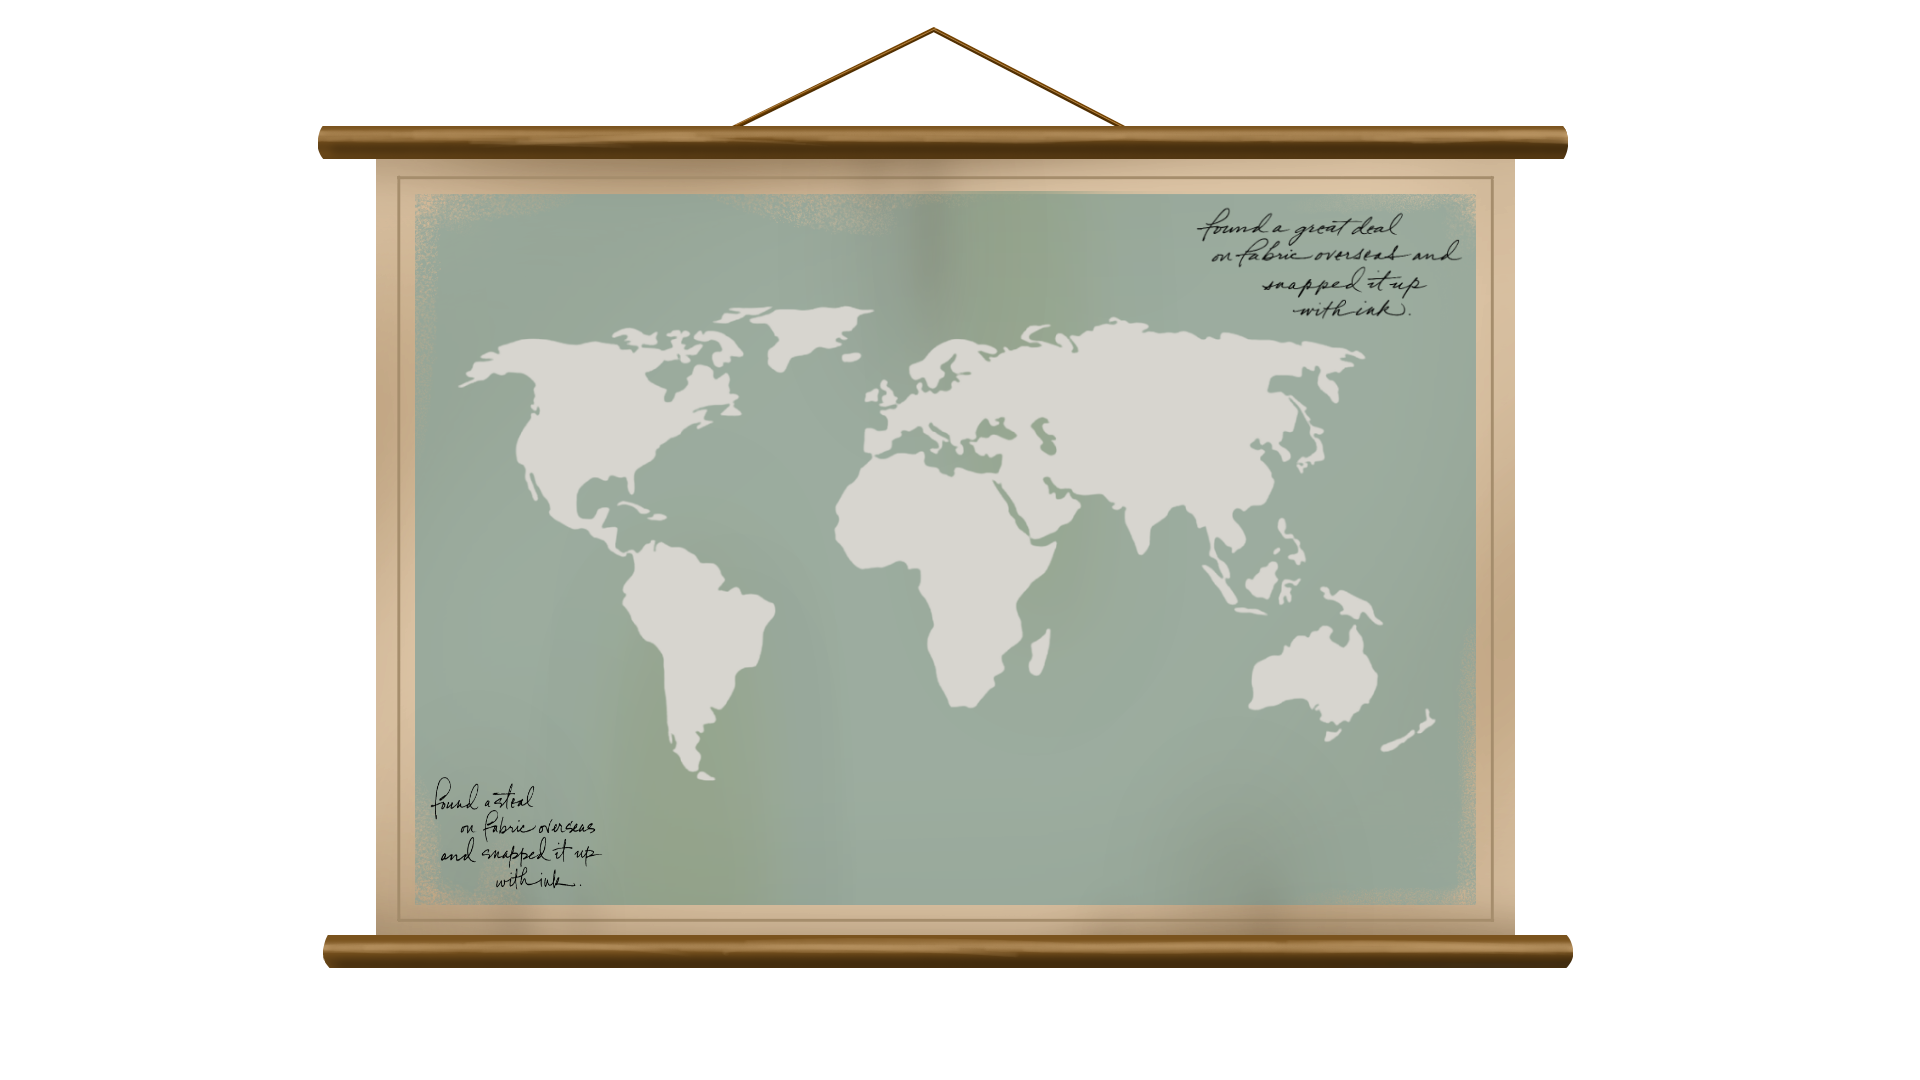 found a great deal
on fabric overseas and
snapped it up
with ink.
found a steal
on fabric overseas
and snapped it up
with ink.